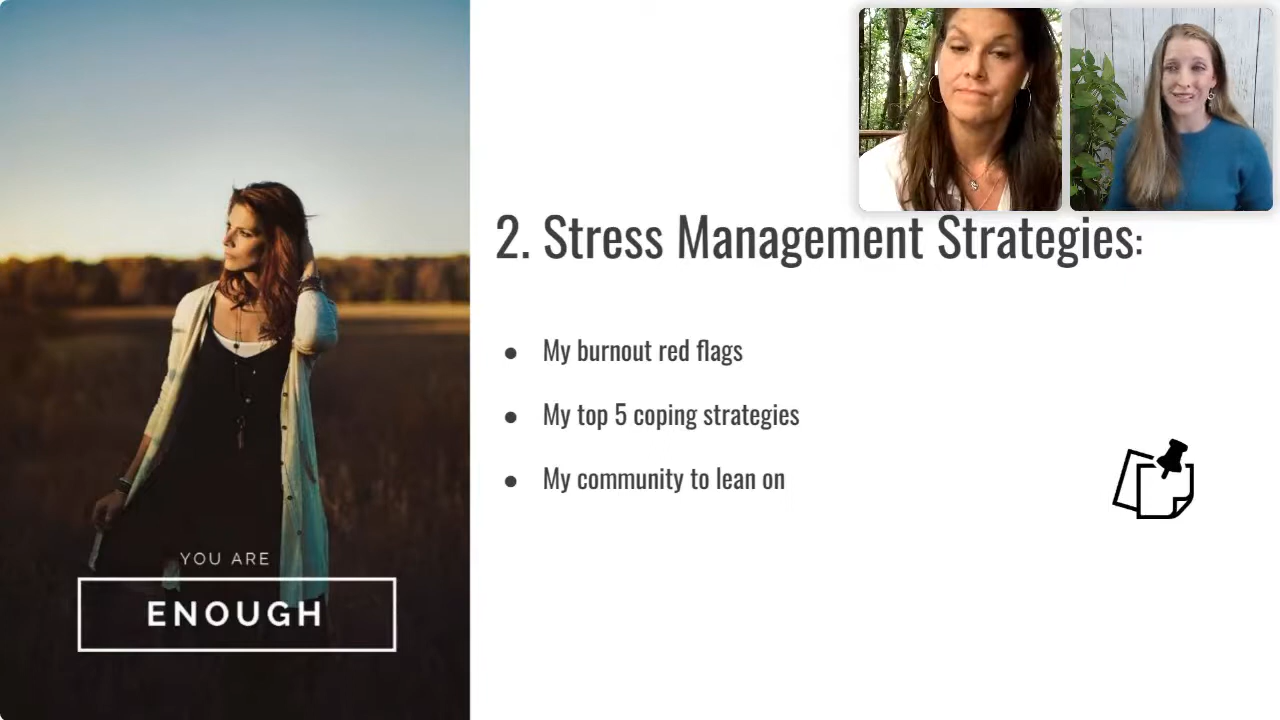 2. Stress Management Strategies:
● My burnout red flags
● My top 5 coping strategies
● My community to lean on
YOU ARE
ENOUGH